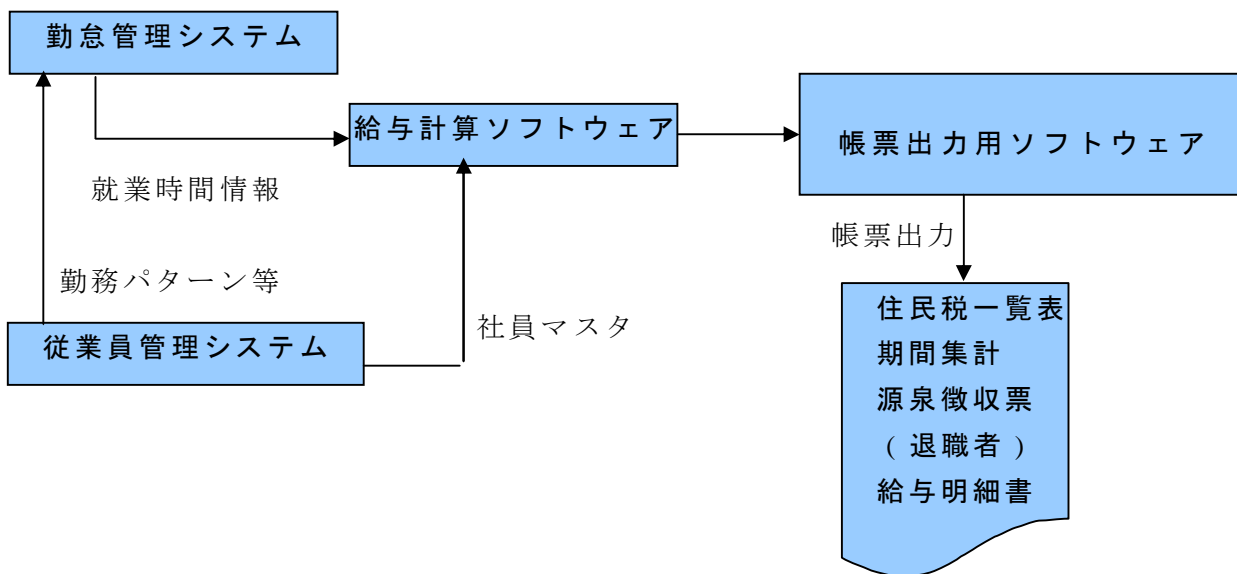 勤怠管理システム
給与計算ソフトウェア
帳票出力用ソフトウェア
就業時間情報
帳票出力
勤務パターン等
社員マスタ
従業員管理システム
住民税一覧表
期間集計
源泉徴収票
(退職者)
給与明細書